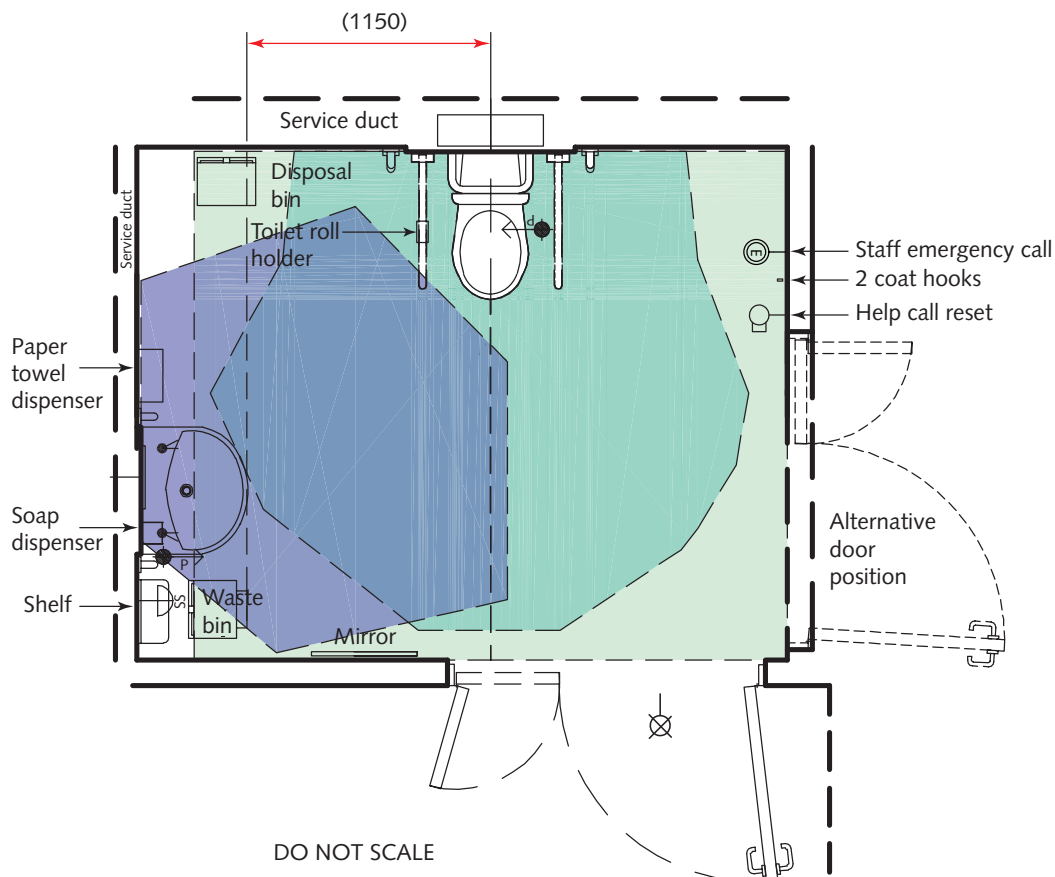 (1150)
Service duct
Service duct
Disposal
bin
Toilet roll
holder
P
E
Staff emergency call
2 coat hooks
Help call reset
Paper
towel
dispenser
Soap
dispenser
P
Shelf
SS
Waste
bin
Mirror
Alternative
door
position
DO NOT SCALE